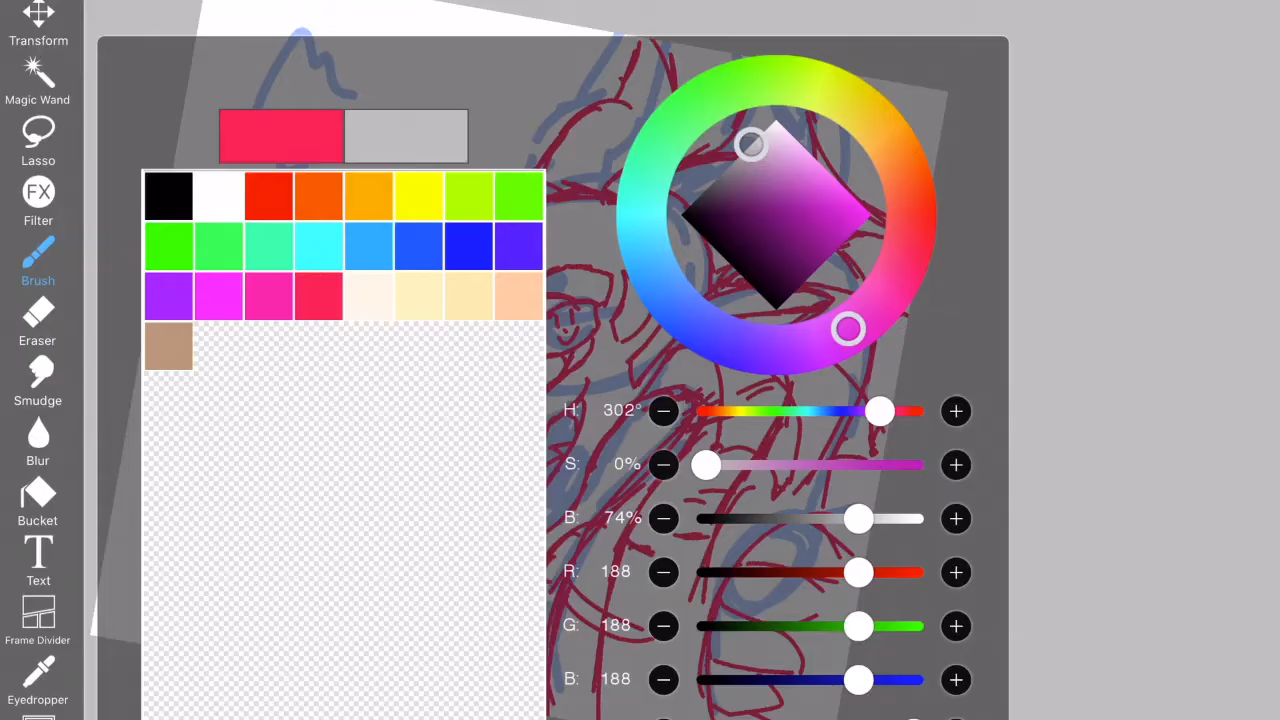 Transform
Magic Wand
Lasso
FX
Filter
Brush
Eraser
Smudge
Blur
Bucket
T
Text
Frame Divider
Eyedropper
H: 302°
S: 0%
B: 74%
R: 188
G: 188
B: 188